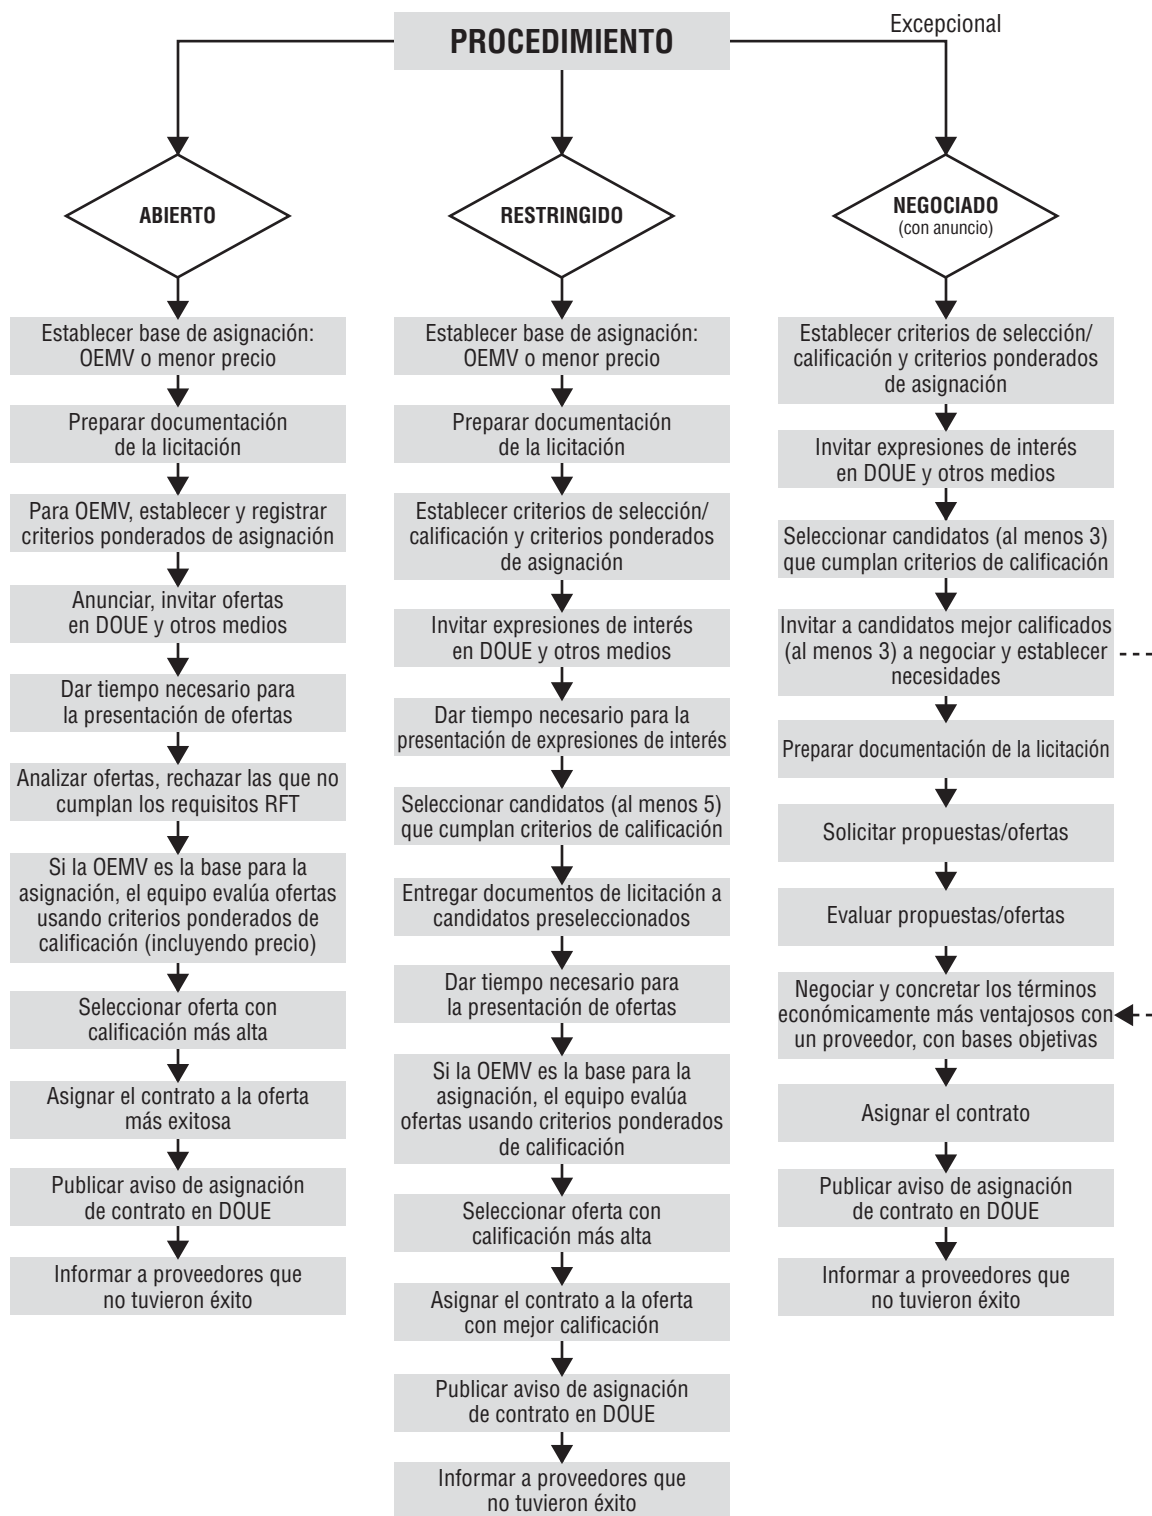 PROCEDIMIENTO
Excepcional
ABIERTO
Establecer base de asignación:
OEMV o menor precio
Preparar documentación
de la licitación
Para OEMV, establecer y registrar
criterios ponderados de asignación
Anunciar, invitar ofertas
en DOUE y otros medios
Dar tiempo necesario para
la presentación de ofertas
Analizar ofertas, rechazar las que no
cumplan los requisitos RFT
Si la OEMV es la base para la
asignación, el equipo evalúa ofertas
usando criterios ponderados de
calificación (incluyendo precio)
Seleccionar oferta con
calificación más alta
Asignar el contrato a la oferta
más exitosa
Publicar aviso de asignación
de contrato en DOUE
Informar a proveedores que
no tuvieron éxito
RESTRINGIDO
Establecer base de asignación:
OEMV o menor precio
Preparar documentación
de la licitación
Establecer criterios de selección/
calificación y criterios ponderados
de asignación
Invitar expresiones de interés
en DOUE y otros medios
Dar tiempo necesario para la
presentación de expresiones de interés
Seleccionar candidatos (al menos 5)
que cumplan criterios de calificación
Entregar documentos de licitación a
candidatos preseleccionados
Dar tiempo necesario para
la presentación de ofertas
Si la OEMV es la base para la
asignación, el equipo evalúa
ofertas usando criterios ponderados
de calificación
Seleccionar oferta con
calificación más alta
Asignar el contrato a la oferta
con mejor calificación
Publicar aviso de asignación
de contrato en DOUE
Informar a proveedores que
no tuvieron éxito
NEGOCIADO
(con anuncio)
Establecer criterios de selección/
calificación y criterios ponderados
de asignación
Invitar expresiones de interés
en DOUE y otros medios
Seleccionar candidatos (al menos 3)
que cumplan criterios de calificación
Invitar a candidatos mejor calificados
(al menos 3) a negociar y establecer
necesidades
Preparar documentación de la licitación
Solicitar propuestas/ofertas
Evaluar propuestas/ofertas
Negociar y concretar los términos
económicamente más ventajosos con
un proveedor, con bases objetivas
Asignar el contrato
Publicar aviso de asignación
de contrato en DOUE
Informar a proveedores que
no tuvieron éxito